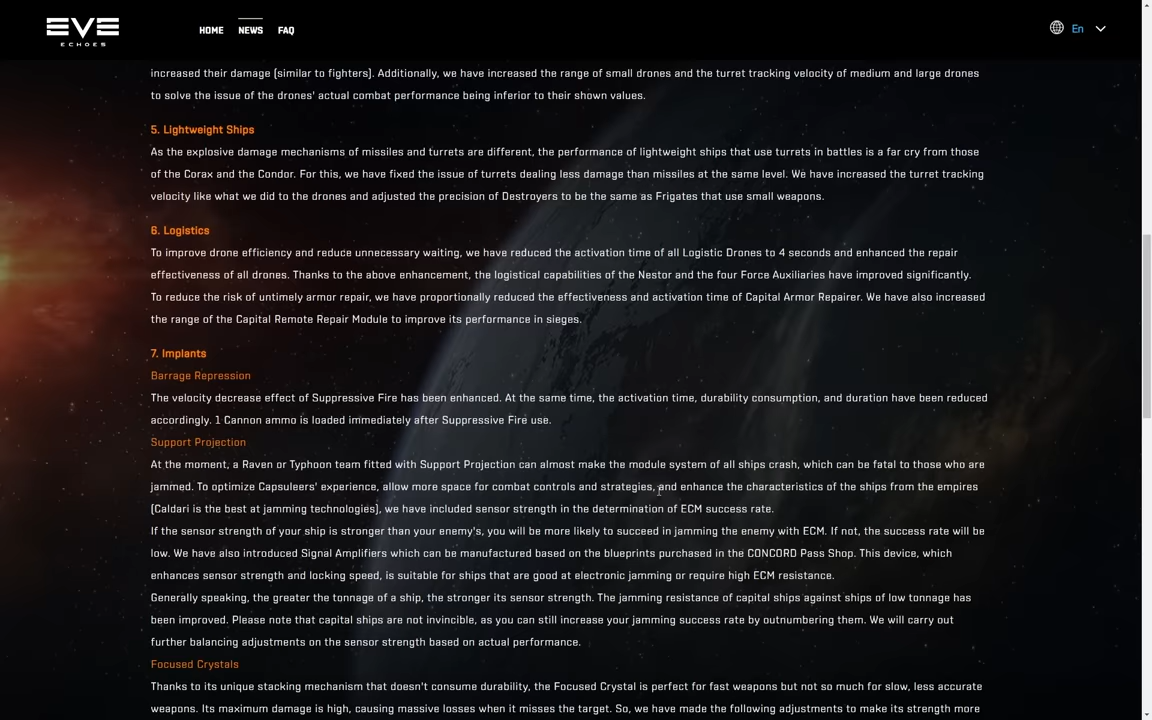 EVE
ECHOES
HOME NEWS FAQ
En
increased their damage (similar to fighters). Additionally, we have increased the range of small drones and the turret tracking velocity of medium and large drones
to solve the issue of the drones' actual combat performance being inferior to their shown values.
5. Lightweight Ships
As the explosive damage mechanisms of missiles and turrets are different, the performance of lightweight ships that use turrets in battles is a far cry from those
of the Corax and the Condor. For this, we have fixed the issue of turrets dealing less damage than missiles at the same level. We have increased the turret tracking
velocity like what we did to the drones and adjusted the precision of Destroyers to be the same as Frigates that use small weapons.
6. Logistics
To improve drone efficiency and reduce unnecessary waiting, we have reduced the activation time of all Logistic Drones to 4 seconds and enhanced the repair
effectiveness of all drones. Thanks to the above enhancement, the logistical capabilities of the Nestor and the four Force Auxiliaries have improved significantly.
To reduce the risk of untimely armor repair, we have proportionally reduced the effectiveness and activation time of Capital Armor Repairer. We have also increased
the range of the Capital Remote Repair Module to improve its performance in sieges.
7. Implants
Barrage Repression
The velocity decrease effect of Suppressive Fire has been enhanced. At the same time, the activation time, durability consumption, and duration have been reduced
accordingly. 1 Cannon ammo is loaded immediately after Suppressive Fire use.
Support Projection
At the moment, a Raven or Typhoon team fitted with Support Projection can almost make the module system of all ships crash, which can be fatal to those who are
jammed. To optimize Capsuleers' experience, allow more space for combat controls and strategies, and enhance the characteristics of the ships from the empires
(Caldari is the best at jamming technologies), we have included sensor strength in the determination of ECM success rate.
If the sensor strength of your ship is stronger than your enemy's, you will be more likely to succeed in jamming the enemy with ECM. If not, the success rate will be
low. We have also introduced Signal Amplifiers which can be manufactured based on the blueprints purchased in the CONCORD Pass Shop. This device, which
enhances sensor strength and locking speed, is suitable for ships that are good at electronic jamming or require high ECM resistance.
Generally speaking, the greater the tonnage of a ship, the stronger its sensor strength. The jamming resistance of capital ships against ships of low tonnage has
been improved. Please note that capital ships are not invincible, as you can still increase your jamming success rate by outnumbering them. We will carry out
further balancing adjustments on the sensor strength based on actual performance.
Focused Crystals
Thanks to its unique stacking mechanism that doesn't consume durability, the Focused Crystal is perfect for fast weapons but not so much for slow, less accurate
weapons. Its maximum damage is high, causing massive losses when it misses the target. So, we have made the following adjustments to make its strength more